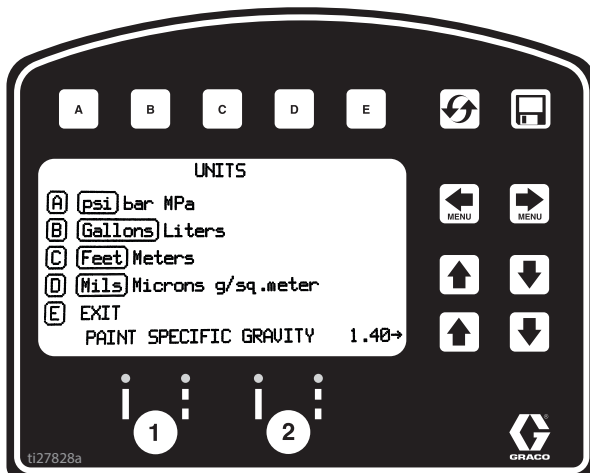 A B C D E
UNITS
A psi bar MPa
B Gallons Liters
C Feet Meters
D Mils Microns g/sq.meter
E EXIT
PAINT SPECIFIC GRAVITY 1.40→
MENU MENU
1 2
ti27828a
GRACO